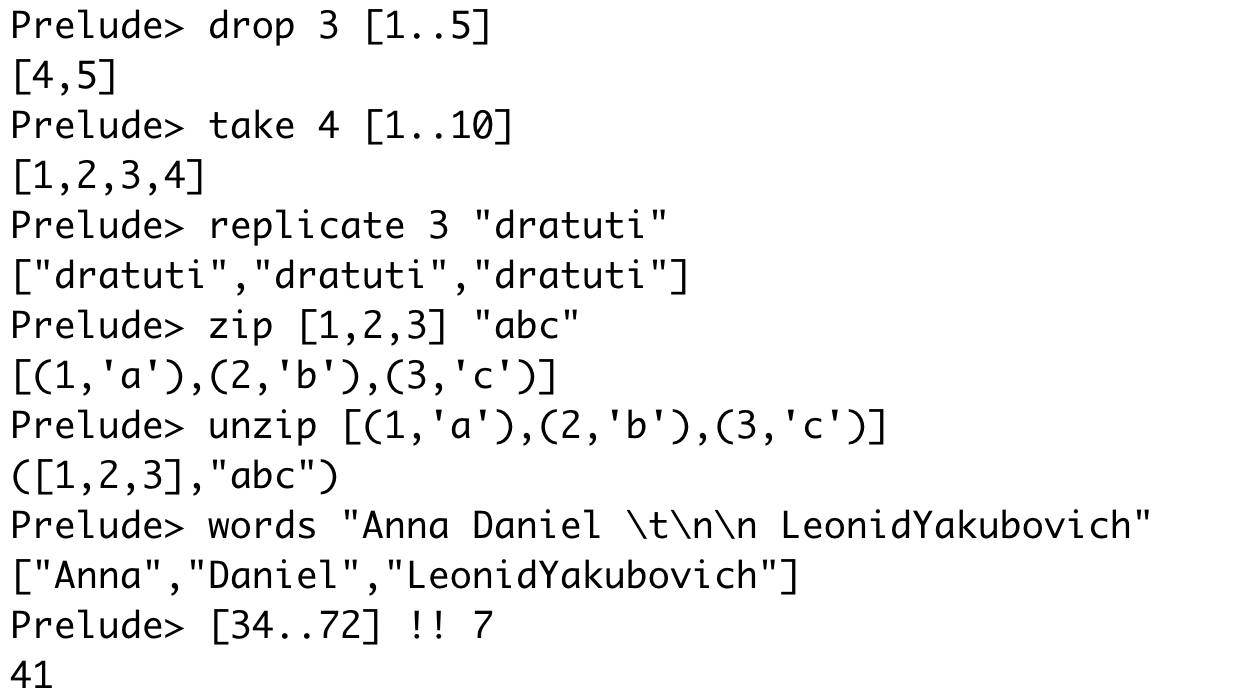 Prelude> drop 3 [1..5]
[4,5]
Prelude> take 4 [1..10]
[1,2,3,4]
Prelude> replicate 3 "dratuti"
["dratuti","dratuti","dratuti"]
Prelude> zip [1,2,3] "abc"
[(1,'a'),(2,'b'),(3,'c')]
Prelude> unzip [(1,'a'),(2,'b'),(3,'c')]
([1,2,3],"abc")
Prelude> words "Anna Daniel \t\n\n LeonidYakubovich"
["Anna","Daniel","LeonidYakubovich"]
Prelude> [34..72] !! 7
41